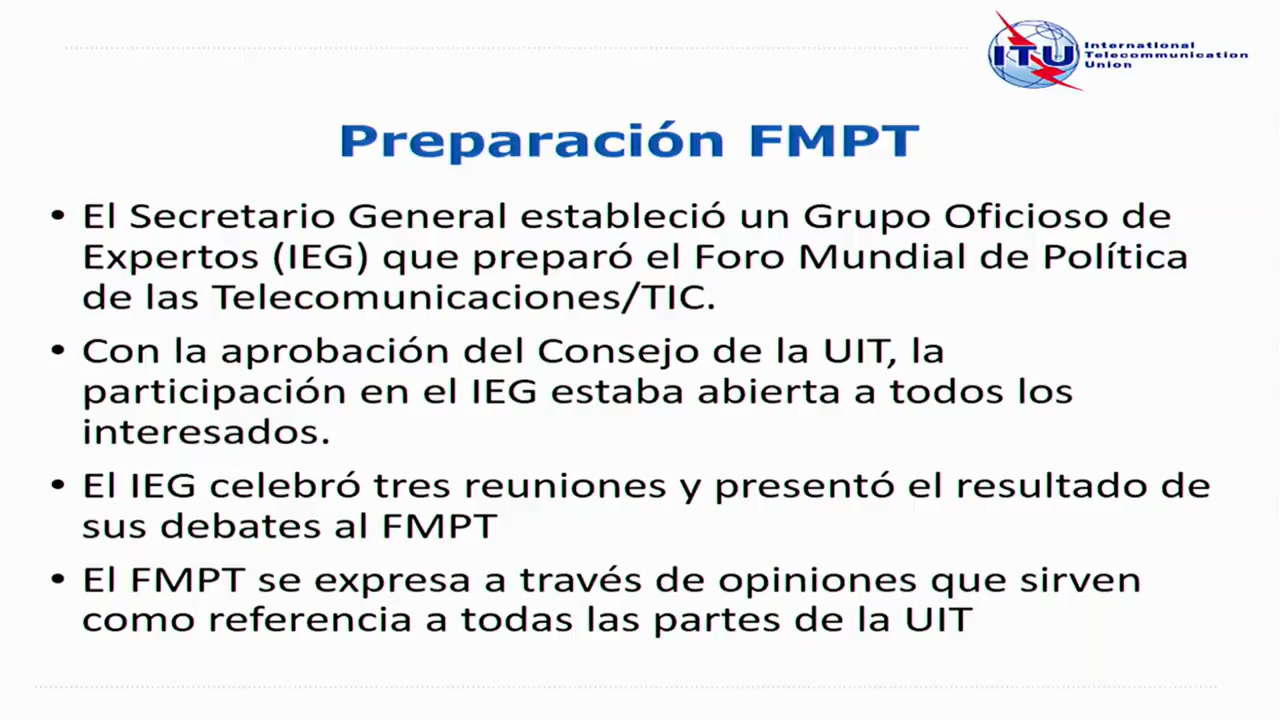 ITU
International
Telecommunication
Union
Preparación FMPT
• El Secretario General estableció un Grupo Oficioso de
Expertos (IEG) que preparó el Foro Mundial de Política
de las Telecomunicaciones/TIC.
• Con la aprobación del Consejo de la UIT, la
participación en el IEG estaba abierta a todos los
interesados.
• El IEG celebró tres reuniones y presentó el resultado de
sus debates al FMPT
• El FMPT se expresa a través de opiniones que sirven
como referencia a todas las partes de la UIT